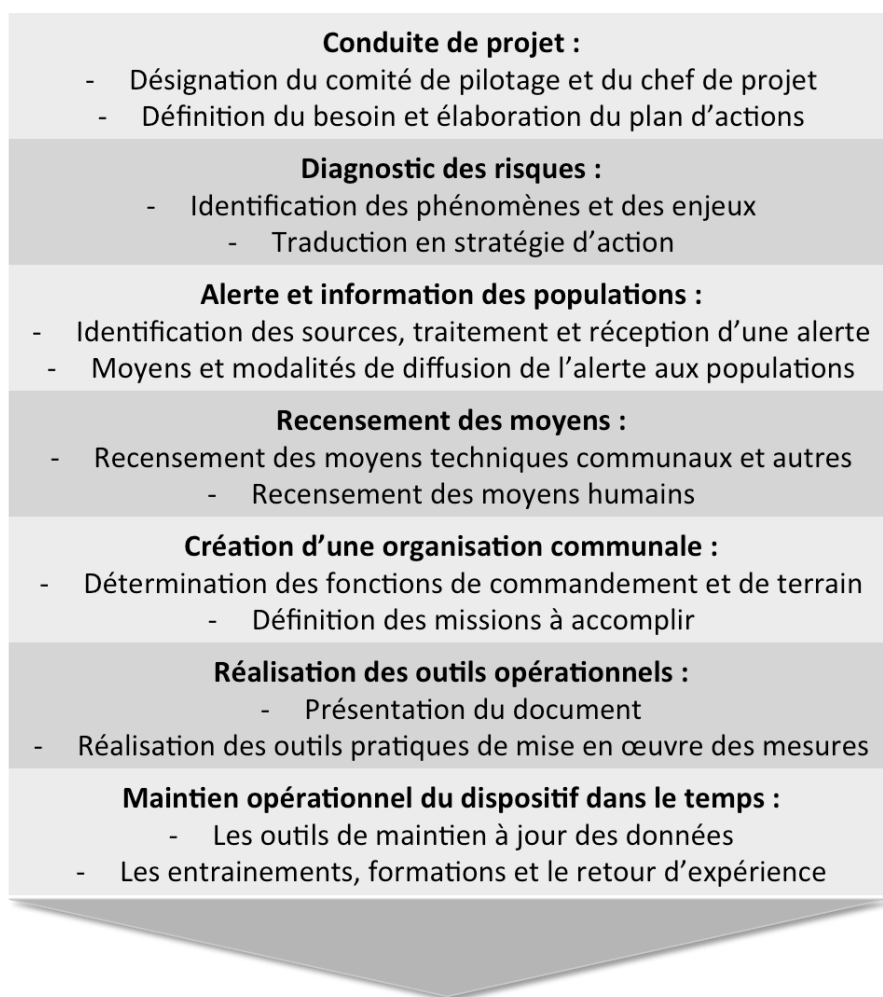 Conduite de projet :
- Désignation du comité de pilotage et du chef de projet
- Définition du besoin et élaboration du plan d’actions
Diagnostic des risques :
- Identification des phénomènes et des enjeux
- Traduction en stratégie d’action
Alerte et information des populations :
- Identification des sources, traitement et réception d’une alerte
- Moyens et modalités de diffusion de l’alerte aux populations
Recensement des moyens :
- Recensement des moyens techniques communaux et autres
- Recensement des moyens humains
Création d’une organisation communale :
- Détermination des fonctions de commandement et de terrain
- Définition des missions à accomplir
Réalisation des outils opérationnels :
- Présentation du document
- Réalisation des outils pratiques de mise en œuvre des mesures
Maintien opérationnel du dispositif dans le temps :
- Les outils de maintien à jour des données
- Les entrainements, formations et le retour d’expérience